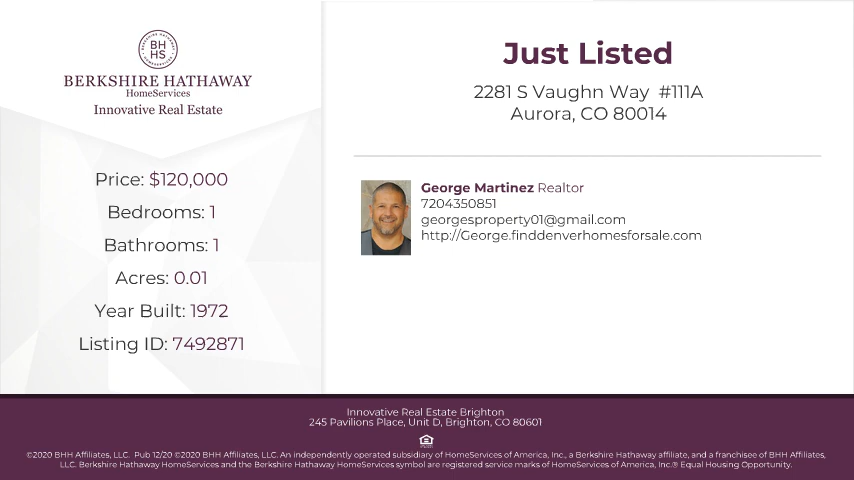 BERKSHIRE HATHAWAY
HomeServices
Innovative Real Estate
BH
HS
Price: $120,000
Bedrooms: 1
Bathrooms: 1
Acres: 0.01
Year Built: 1972
Listing ID: 7492871
Just Listed
2281 S Vaughn Way #111A
Aurora, CO 80014
George Martinez Realtor
7204350851
georgesproperty01@gmail.com
http://George.finddenverhomesforsale.com
Innovative Real Estate Brighton
245 Pavilions Place, Unit D, Brighton, CO 80601
©2020 BHH Affiliates, LLC. Pub 12/20 ©2020 BHH Affiliates, LLC. An independently operated subsidiary of HomeServices of America, Inc., a Berkshire Hathaway affiliate, and a franchisee of BHH Affiliates,
LLC. Berkshire Hathaway HomeServices and the Berkshire Hathaway HomeServices symbol are registered service marks of HomeServices of America, Inc.® Equal Housing Opportunity.